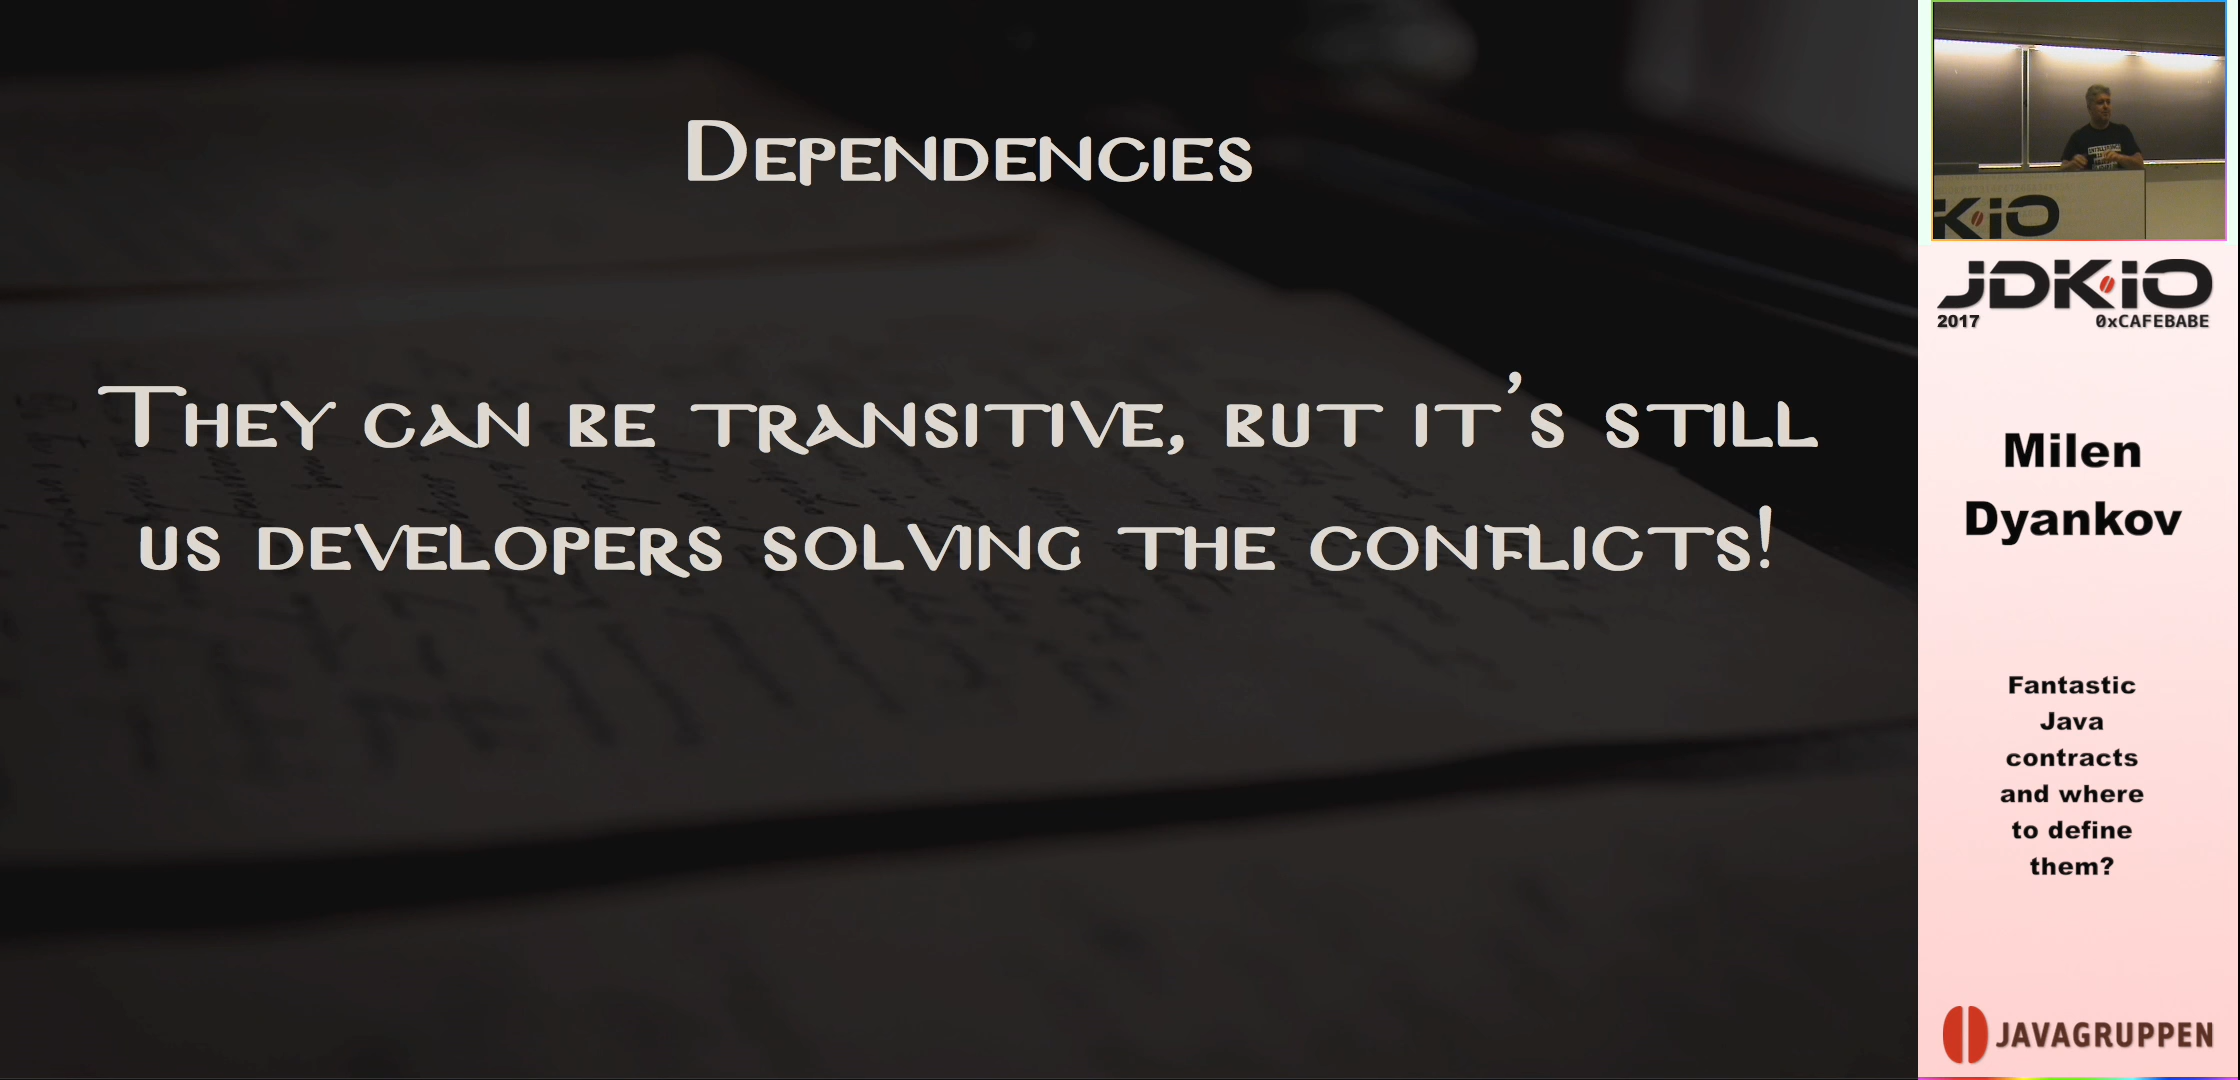 Dependencies
They can be transitive, but it's still
us developers solving the conflicts!
KiO
JDKiO
2017
0xCAFEBABE
Milen
Dyankov
Fantastic
Java
contracts
and where
to define
them?
JAVAGRUPPEN